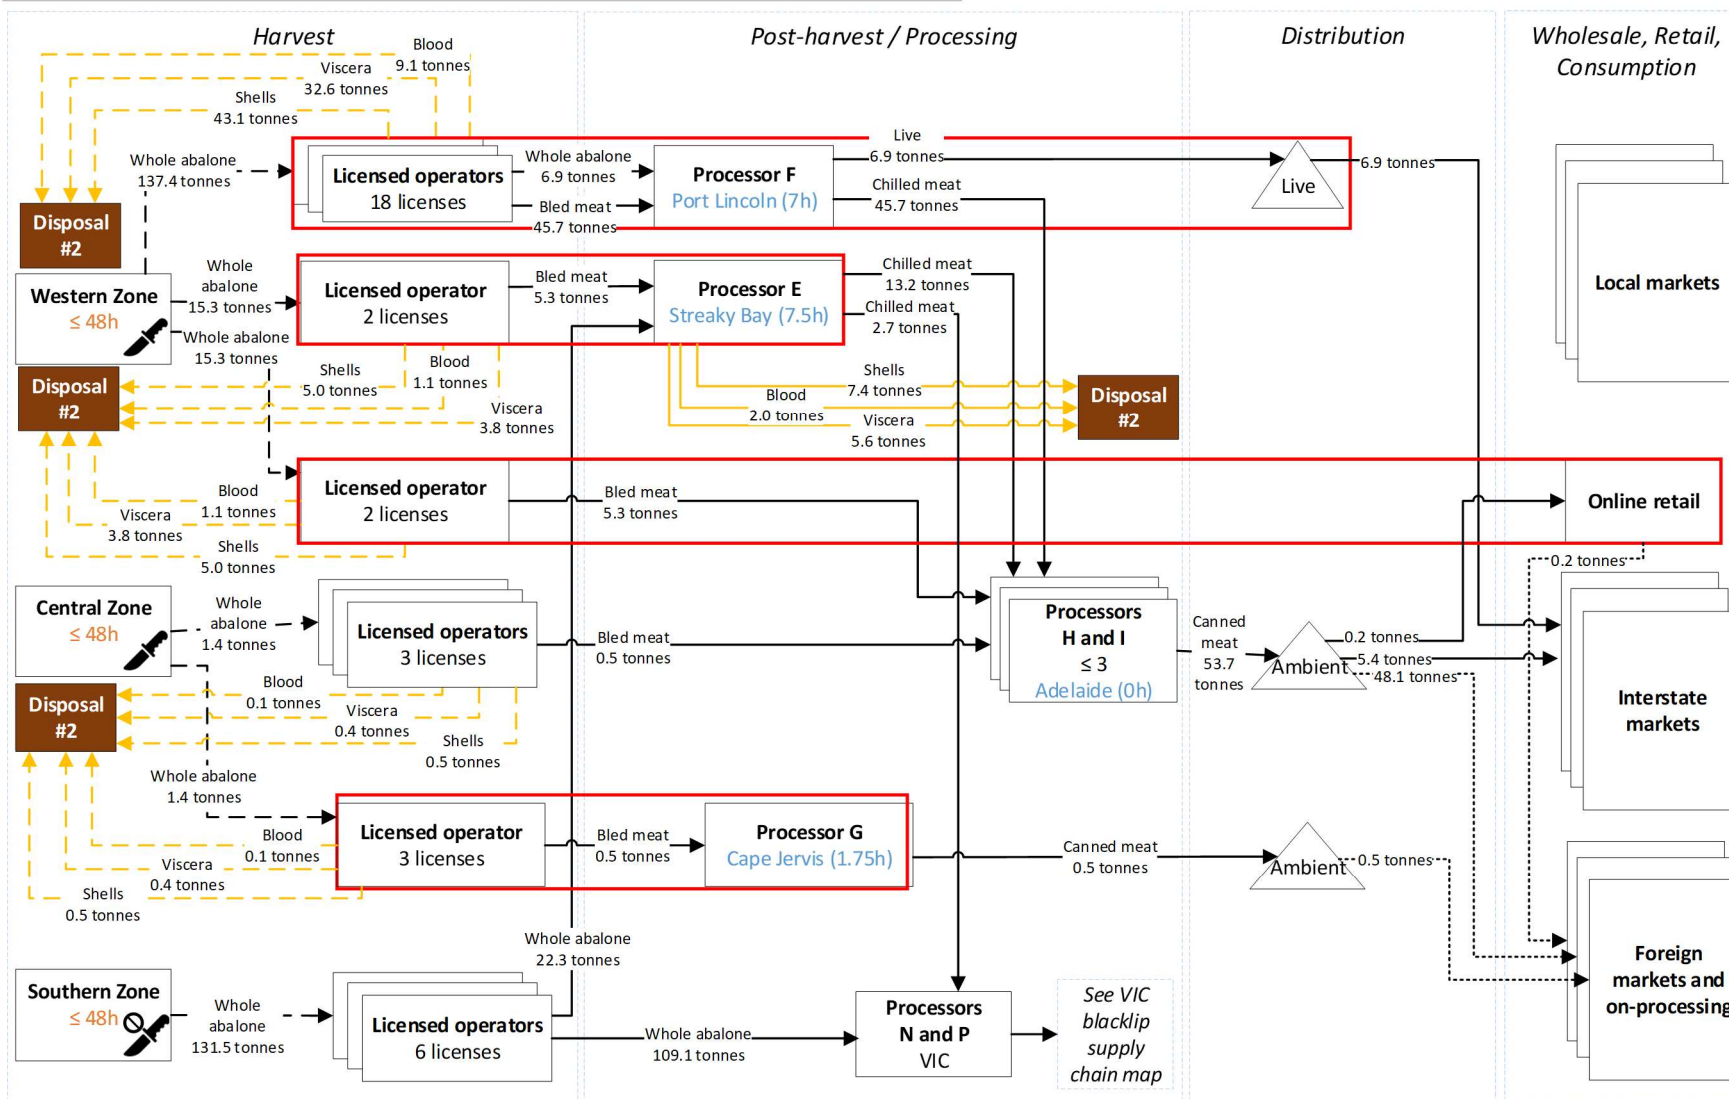 Harvest
Post-harvest / Processing
Distribution
Wholesale, Retail,
Consumption
Blood
9.1 tonnes
Viscera
32.6 tonnes
Shells
43.1 tonnes
Whole abalone
137.4 tonnes
Licensed operators
18 licenses
Whole abalone
6.9 tonnes
Bled meat
45.7 tonnes
Processor F
Port Lincoln (7h)
Live
6.9 tonnes
Chilled meat
45.7 tonnes
Live
6.9 tonnes
Disposal
#2
Western Zone
≤ 48h
Whole
abalone
15.3 tonnes
Whole abalone
15.3 tonnes
Licensed operator
2 licenses
Bled meat
5.3 tonnes
Processor E
Streaky Bay (7.5h)
Chilled meat
13.2 tonnes
Chilled meat
2.7 tonnes
Local markets
Disposal
#2
Shells
5.0 tonnes
Blood
1.1 tonnes
Viscera
3.8 tonnes
Shells
7.4 tonnes
Blood
2.0 tonnes
Viscera
5.6 tonnes
Disposal
#2
Blood
1.1 tonnes
Viscera
3.8 tonnes
Shells
5.0 tonnes
Licensed operator
2 licenses
Bled meat
5.3 tonnes
Online retail
0.2 tonnes
Central Zone
≤ 48h
Whole
abalone
1.4 tonnes
Licensed operators
3 licenses
Bled meat
0.5 tonnes
Processors
H and I
≤ 3
Adelaide (0h)
Canned
meat
53.7
tonnes
Ambient
0.2 tonnes
5.4 tonnes
48.1 tonnes
Interstate
markets
Disposal
#2
Blood
0.1 tonnes
Viscera
0.4 tonnes
Shells
0.5 tonnes
Whole abalone
1.4 tonnes
Blood
0.1 tonnes
Viscera
0.4 tonnes
Shells
0.5 tonnes
Licensed operator
3 licenses
Bled meat
0.5 tonnes
Processor G
Cape Jervis (1.75h)
Canned meat
0.5 tonnes
Ambient
0.5 tonnes
Foreign
markets and
on-processing
Whole abalone
22.3 tonnes
Southern Zone
≤ 48h
Whole
abalone
131.5 tonnes
Licensed operators
6 licenses
Whole abalone
109.1 tonnes
Processors
N and P
VIC
See VIC
blacklip
supply
chain map